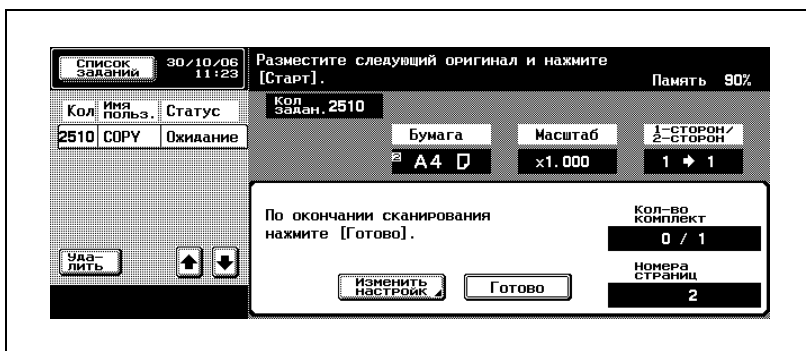 Список
заданий
30/10/06
11:23
Разместите следующий оригинал и нажмите
[Старт].
Память 90%
Кол
Имя
польз.
Статус
2510 COPY Ожидание
Кол
задан. 2510
Бумага
Масштаб
1-СТОРОН/
2-СТОРОН
2 A4
x1.000
1 ➔ 1
По окончании сканирования
нажмите [Готово].
Кол-во
комплект
0 / 1
Номера
страниц
2
Уда-
лить
Изменить
настройк
Готово